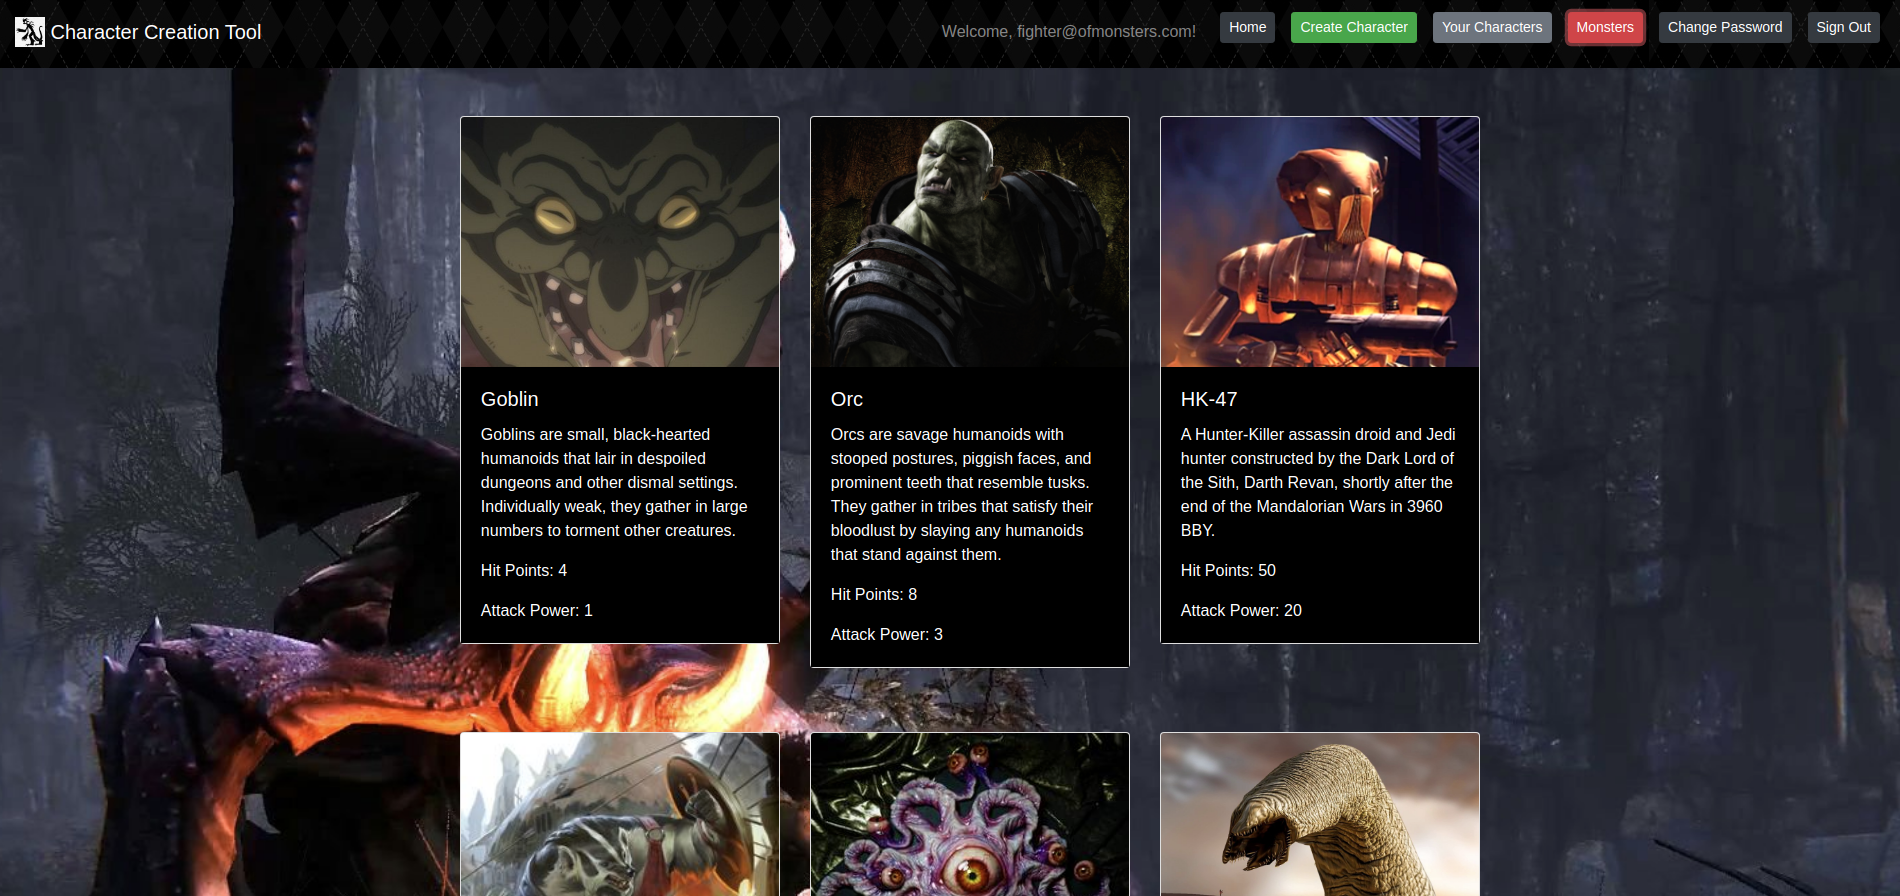 Character Creation Tool
Welcome, fighter@ofmonsters.com!
Home
Create Character
Your Characters
Monsters
Change Password
Sign Out
Goblin
Goblins are small, black-hearted
humanoids that lair in despoiled
dungeons and other dismal settings.
Individually weak, they gather in large
numbers to torment other creatures.
Hit Points: 4
Attack Power: 1
Orc
Orcs are savage humanoids with
stooped postures, piggish faces, and
prominent teeth that resemble tusks.
They gather in tribes that satisfy their
bloodlust by slaying any humanoids
that stand against them.
Hit Points: 8
Attack Power: 3
HK-47
A Hunter-Killer assassin droid and Jedi
hunter constructed by the Dark Lord of
the Sith, Darth Revan, shortly after the
end of the Mandalorian Wars in 3960
BBY.
Hit Points: 50
Attack Power: 20